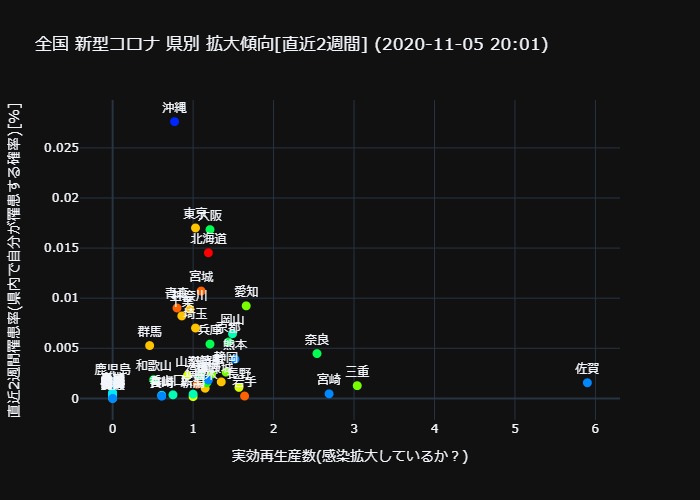 全国 新型コロナ 県別 拡大傾向[直近2週間] (2020-11-05 20:01)
沖縄
0.025
0.02
東京
大阪
北海道
0.015
宮城
愛知
0.01
埼玉
岡山
群馬
兵庫
京都
熊本
0.005
奈良
静岡
鹿児島
和歌山
長野
岩手
宮崎
三重
佐賀
0
0
1
2
3
4
5
6
実効再生産数(感染拡大しているか？)
直近2週間罹患率(県内で自分が罹患する確率)[%]